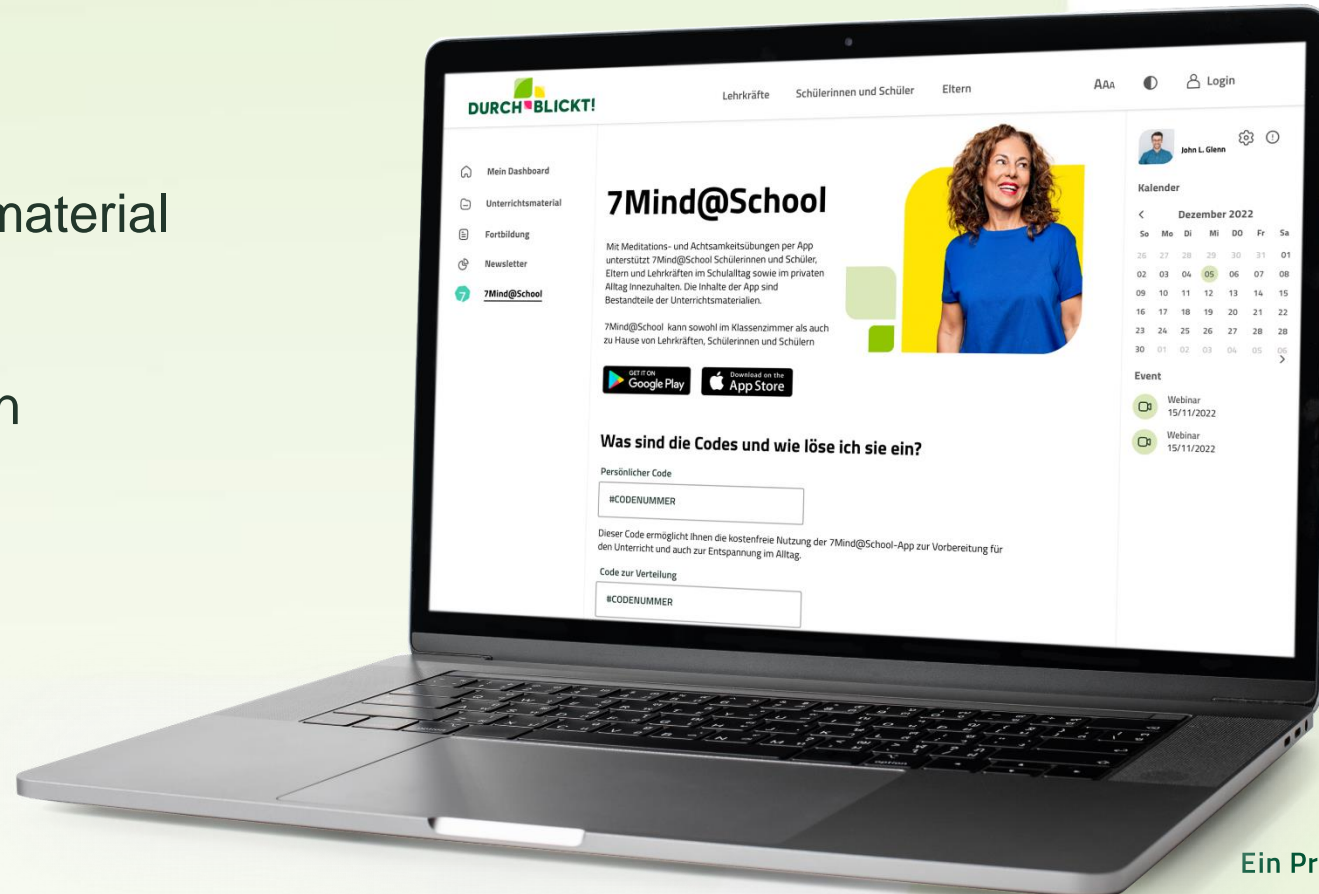 material
n
DURCHBLICKT!
Lehrkräfte
Schülerinnen und Schüler
Eltern
AAA
Login
Mein Dashboard
Unterrichtsmaterial
Fortbildung
Newsletter
7 7Mind@School
7Mind@School
Mit Meditations- und Achtsamkeitsübungen per App
unterstützt 7Mind@School Schülerinnen und Schüler,
Eltern und Lehrkräften im Schulalltag sowie im privaten
Alltag Innezuhalten. Die Inhalte der App sind
Bestandteile der Unterrichtsmaterialien.
7Mind@School kann sowohl im Klassenzimmer als auch
zu Hause von Lehrkräften, Schülerinnen und Schülern
GET IT ON
Google Play
Download on the
App Store
Was sind die Codes und wie löse ich sie ein?
Persönlicher Code
#CODENUMMER
Dieser Code ermöglicht Ihnen die kostenfreie Nutzung der 7Mind@School-App zur Vorbereitung für
den Unterricht und auch zur Entspannung im Alltag.
Code zur Verteilung
#CODENUMMER
John L. Glenn
Kalender
< Dezember 2022
So Mo Di Mi DO Fr Sa
26 27 28 29 30 31 01
02 03 04 05 06 07 08
09 10 11 12 13 14 15
16 17 18 19 20 21 22
23 24 25 26 27 28 28
30 01 02 03 04 05 06
>
Event
Webinar
15/11/2022
Webinar
15/11/2022
option
Ein Pr